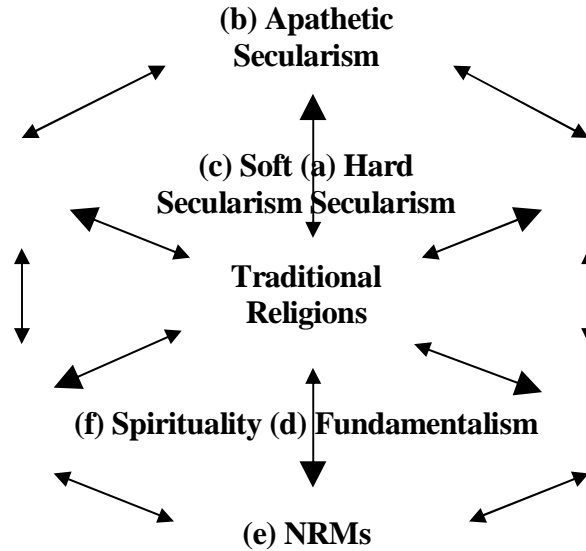 (b) Apathetic
Secularism
(c) Soft (a) Hard
Secularism Secularism
Traditional
Religions
(f) Spirituality (d) Fundamentalism
(e) NRMs